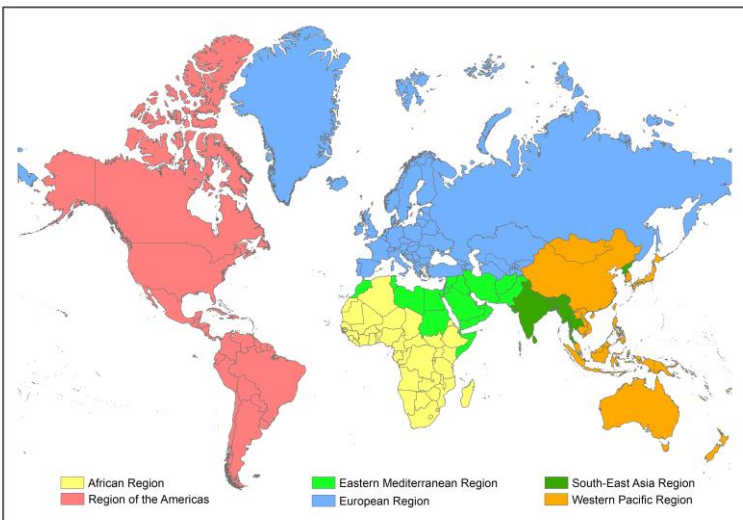 African Region
Region of the Americas
Eastern Mediterranean Region
European Region
South-East Asia Region
Western Pacific Region